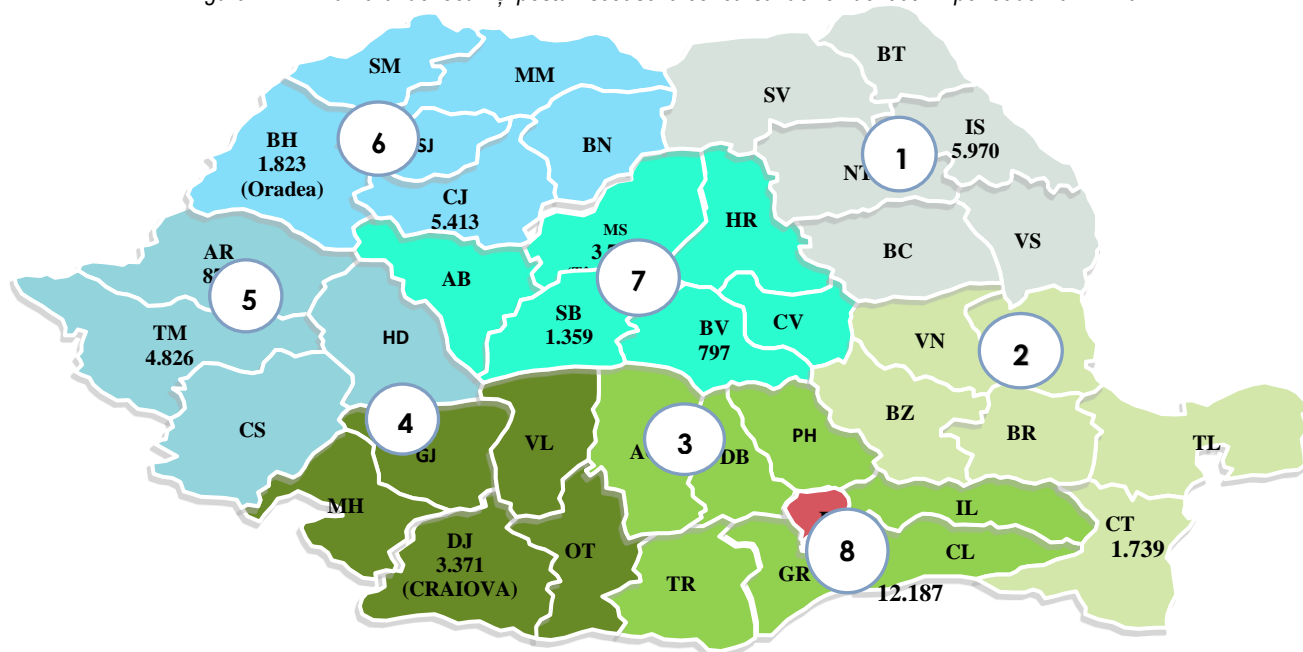 BT
SM
MM
SV
IS
5.970
BH
1.823
(Oradea)
6
SJ
BN
1
CJ
5.413
HR
MS
VS
AR
BC
7
AB
5
SB
1.359
CV
BV
797
TM
4.826
HD
VN
2
BZ
CS
4
3
PH
BR
TL
VL
GJ
DB
MH
IL
CT
1.739
DJ
3.371
(CRAIOVA)
OT
8
CL
TR
GR
12.187